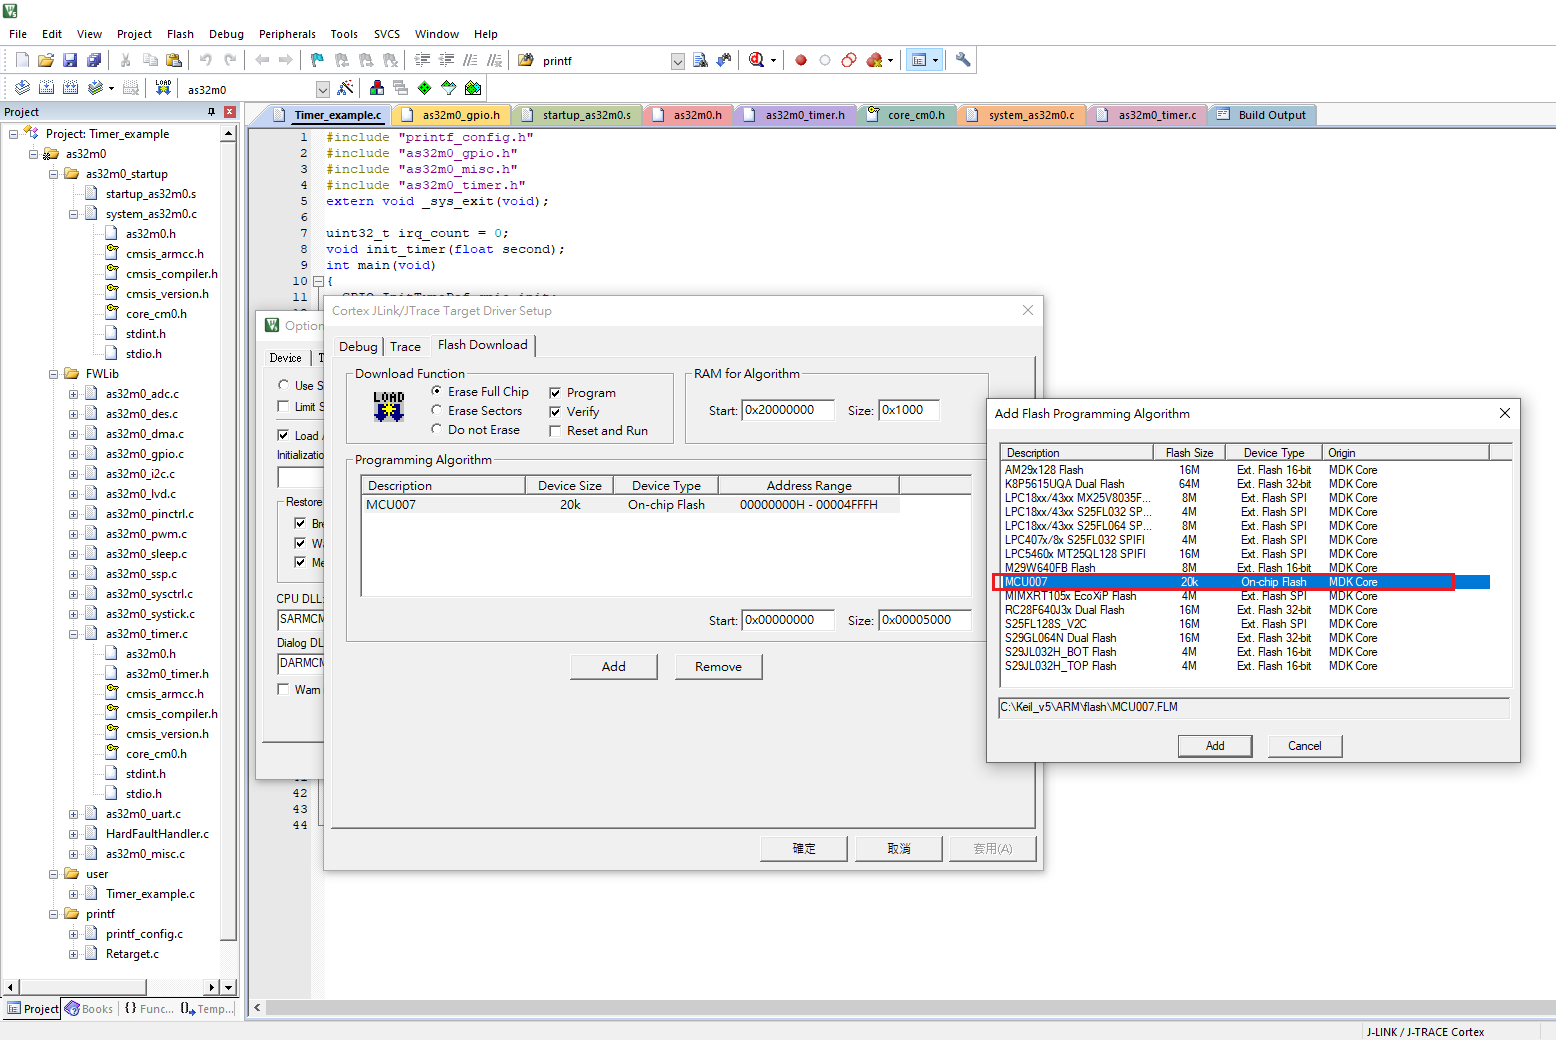 File Edit View Project Flash Debug Peripherals Tools SVCS Window Help
printf
LOAD as32m0
Project
Project: Timer_example
as32m0
as32m0_startup
startup_as32m0.s
system_as32m0.c
as32m0.h
cmsis_armcc.h
cmsis_compiler.h
cmsis_version.h
core_cm0.h
stdint.h
stdio.h
FWLib
as32m0_adc.c
as32m0_des.c
as32m0_dma.c
as32m0_gpio.c
as32m0_i2c.c
as32m0_lvd.c
as32m0_pinctrl.c
as32m0_pwm.c
as32m0_sleep.c
as32m0_ssp.c
as32m0_sysctrl.c
as32m0_systick.c
as32m0_timer.c
as32m0.h
as32m0_timer.h
cmsis_armcc.h
cmsis_compiler.h
cmsis_version.h
core_cm0.h
stdint.h
stdio.h
as32m0_uart.c
HardFaultHandler.c
as32m0_misc.c
user
Timer_example.c
printf
printf_config.c
Retarget.c
Project Books {} Func... Temp...
Timer_example.c as32m0_gpio.h startup_as32m0.s as32m0.h as32m0_timer.h core_cm0.h system_as32m0.c as32m0_timer.c Build Output
1 #include "printf_config.h"
2 #include "as32m0_gpio.h"
3 #include "as32m0_misc.h"
4 #include "as32m0_timer.h"
5 extern void _sys_exit(void);
6
7 uint32_t irq_count = 0;
8 void init_timer(float second);
9 int main(void)
10 {
11
42
43
44
Option
Device
Use S
Limit S
Load
Initializatio
Restore
Bre
Wa
Me
CPU DLL:
SARMCM
Dialog DL
DARMCM
Warn
Cortex JLink/JTrace Target Driver Setup
Debug Trace Flash Download
Download Function
LOAD
Erase Full Chip
Erase Sectors
Do not Erase
Program
Verify
Reset and Run
RAM for Algorithm
Start: 0x20000000 Size: 0x1000
Programming Algorithm
Description Device Size Device Type Address Range
MCU007 20k On-chip Flash 00000000H - 00004FFFH
Start: 0x00000000 Size: 0x00005000
Add Remove
確定 取消 套用(A)
Add Flash Programming Algorithm
Description Flash Size Device Type Origin
AM29x128 Flash 16M Ext. Flash 16-bit MDK Core
K8P5615UQA Dual Flash 64M Ext. Flash 32-bit MDK Core
LPC18xx/43xx MX25V8035F... 8M Ext. Flash SPI MDK Core
LPC18xx/43xx S25FL032 SP... 4M Ext. Flash SPI MDK Core
LPC18xx/43xx S25FL064 SP... 8M Ext. Flash SPI MDK Core
LPC407x/8x S25FL032 SPIFI 4M Ext. Flash SPI MDK Core
LPC5460x MT25QL128 SPIFI 16M Ext. Flash SPI MDK Core
M29W640FB Flash 8M Ext. Flash 16-bit MDK Core
MCU007 20k On-chip Flash MDK Core
MIMXRT105x EcoXiP Flash 4M Ext. Flash SPI MDK Core
RC28F640J3x Dual Flash 16M Ext. Flash 32-bit MDK Core
S25FL128S_V2C 16M Ext. Flash SPI MDK Core
S29GL064N Dual Flash 16M Ext. Flash 32-bit MDK Core
S29JL032H_BOT Flash 4M Ext. Flash 16-bit MDK Core
S29JL032H_TOP Flash 4M Ext. Flash 16-bit MDK Core
C:\Keil_v5\ARM\flash\MCU007.FLM
Add Cancel
J-LINK / J-TRACE Cortex